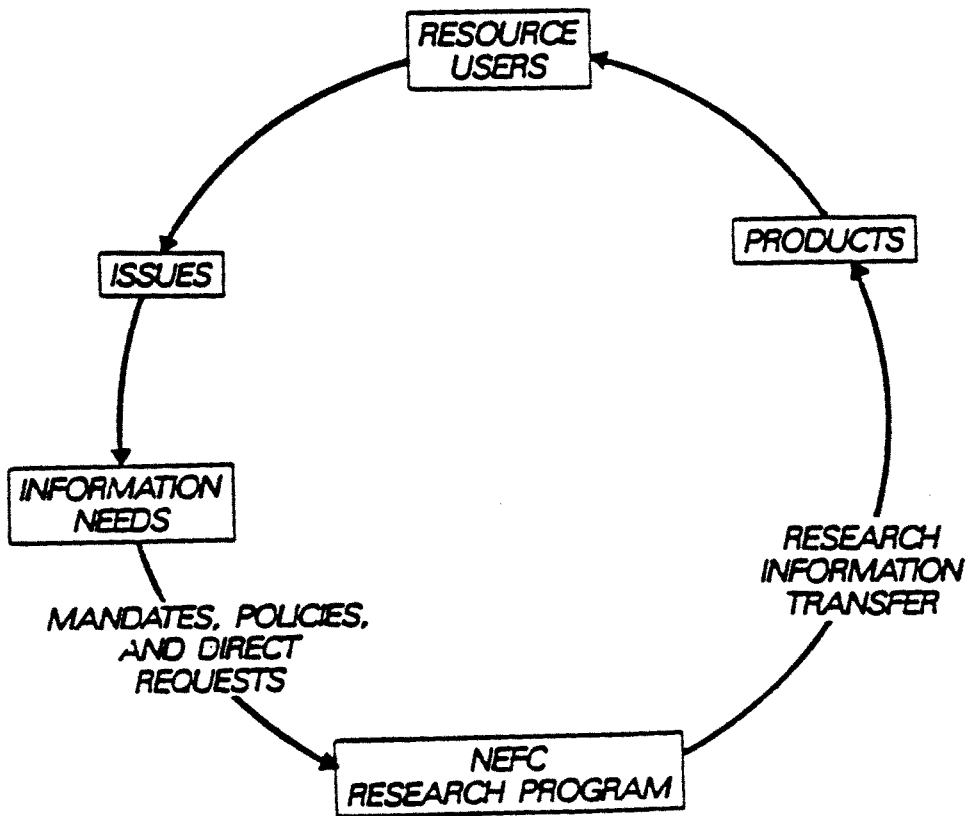 RESOURCE
USERS
PRODUCTS
ISSUES
INFORMATION
NEEDS
RESEARCH
INFORMATION
TRANSFER
MANDATES, POLICIES,
AND DIRECT
REQUESTS
NEFC
RESEARCH PROGRAM